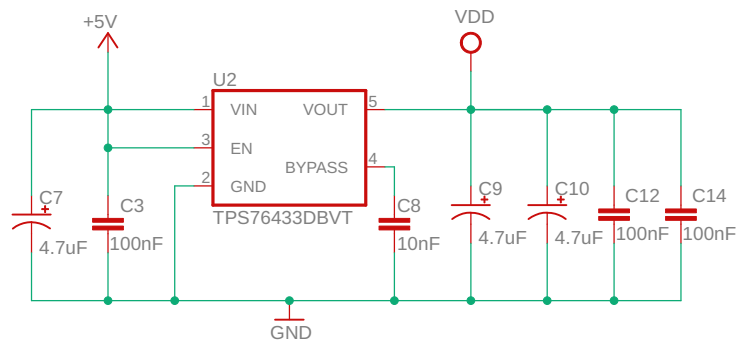 +5V
VDD
U2
1
VIN
VOUT
5
3
EN
BYPASS
4
2
GND
TPS76433DBVT
C7
4.7uF
C3
100nF
C8
10nF
C9
4.7uF
C10
4.7uF
C12
100nF
C14
100nF
GND